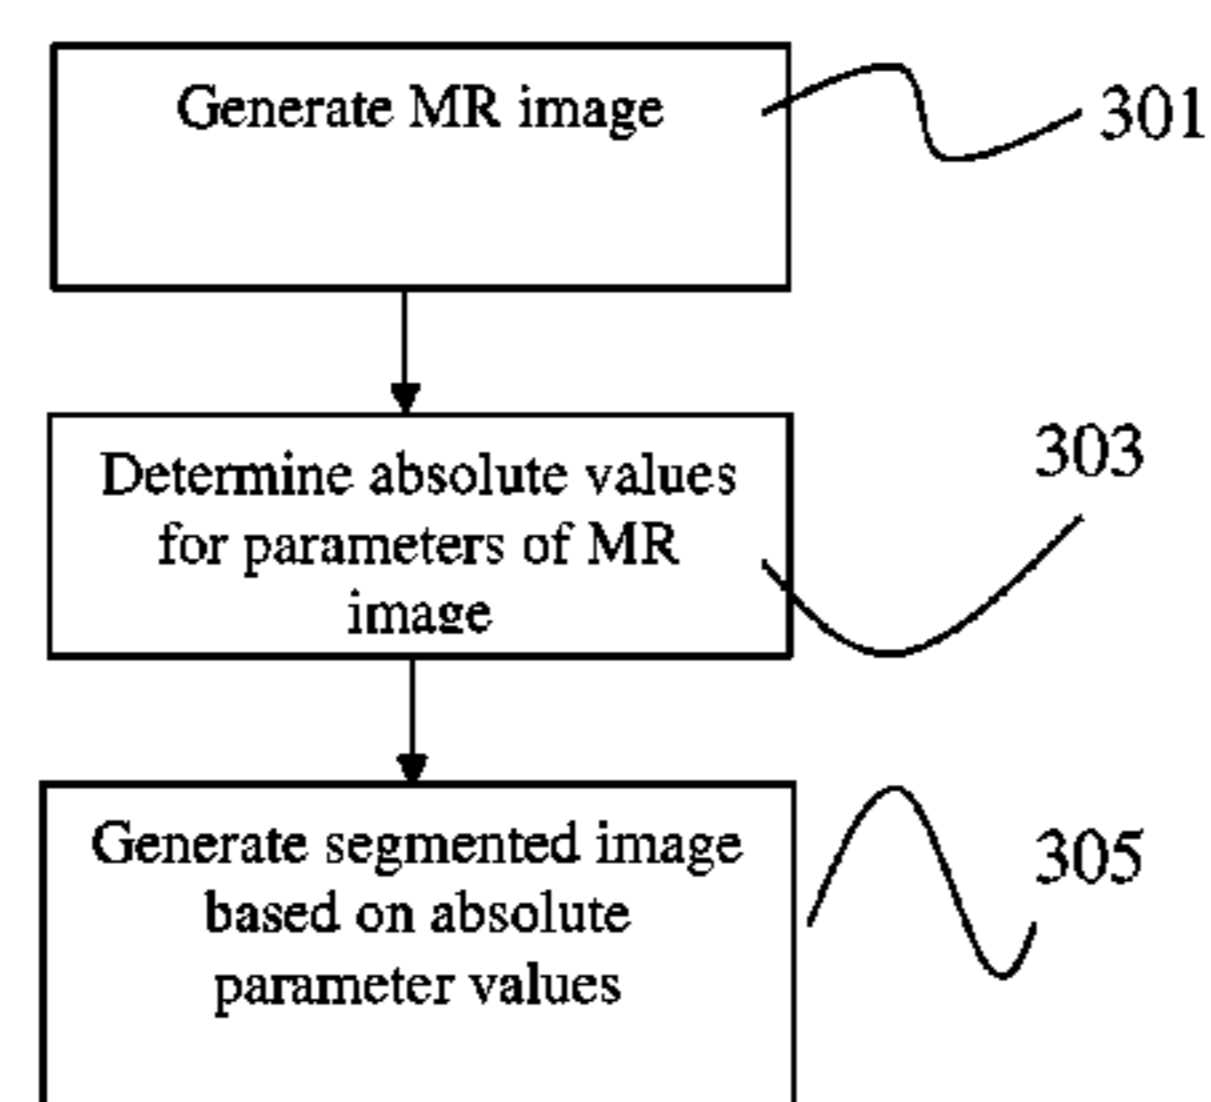 Generate MR image
301
303
Determine absolute values
for parameters of MR
image
Generate segmented image
based on absolute
parameter values
305